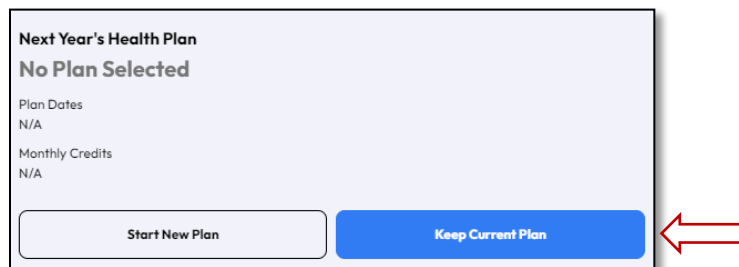 Next Year's Health Plan
No Plan Selected
Plan Dates
N/A
Monthly Credits
N/A
Start New Plan
Keep Current Plan